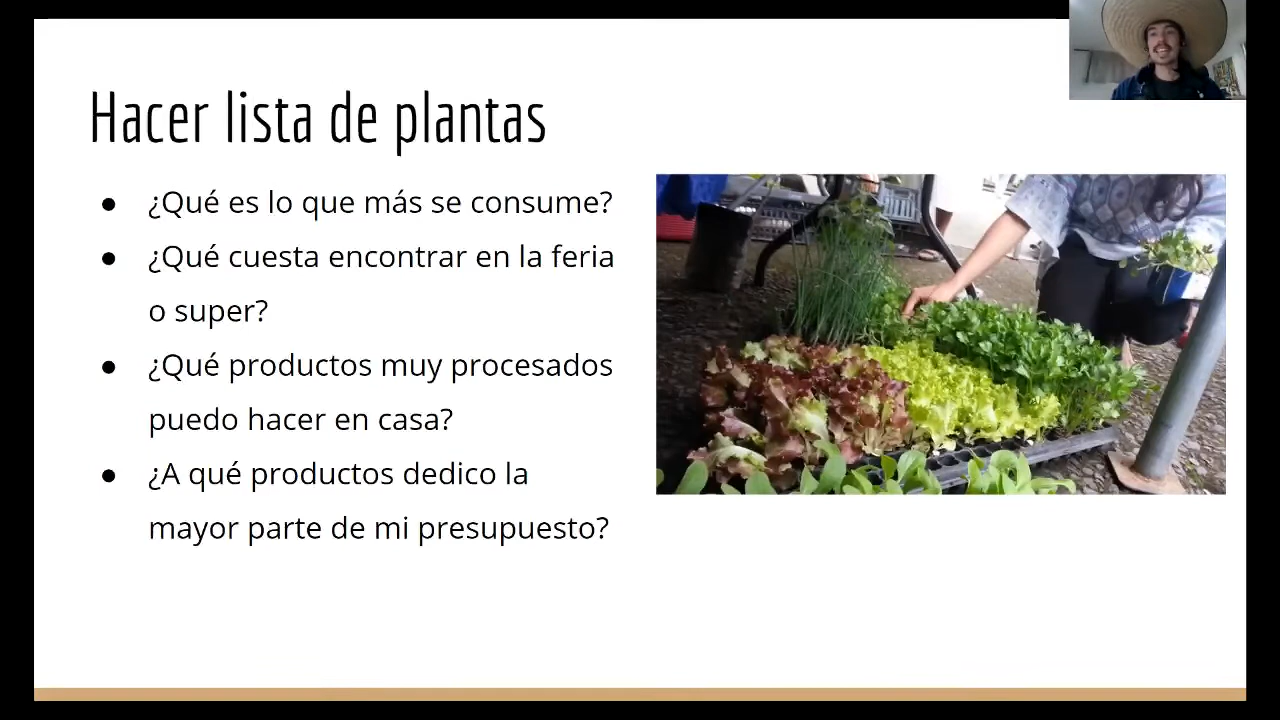 Hacer lista de plantas
● ¿Qué es lo que más se consume?
● ¿Qué cuesta encontrar en la feria
o super?
● ¿Qué productos muy procesados
puedo hacer en casa?
● ¿A qué productos dedico la
mayor parte de mi presupuesto?